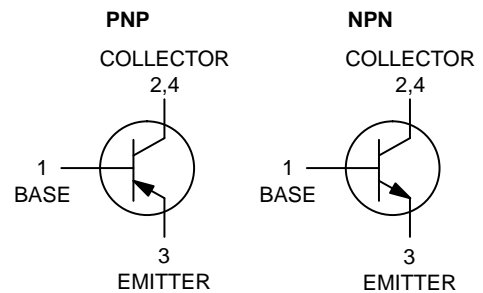 PNP
COLLECTOR
2,4
1
BASE
3
EMITTER
NPN
COLLECTOR
2,4
1
BASE
3
EMITTER